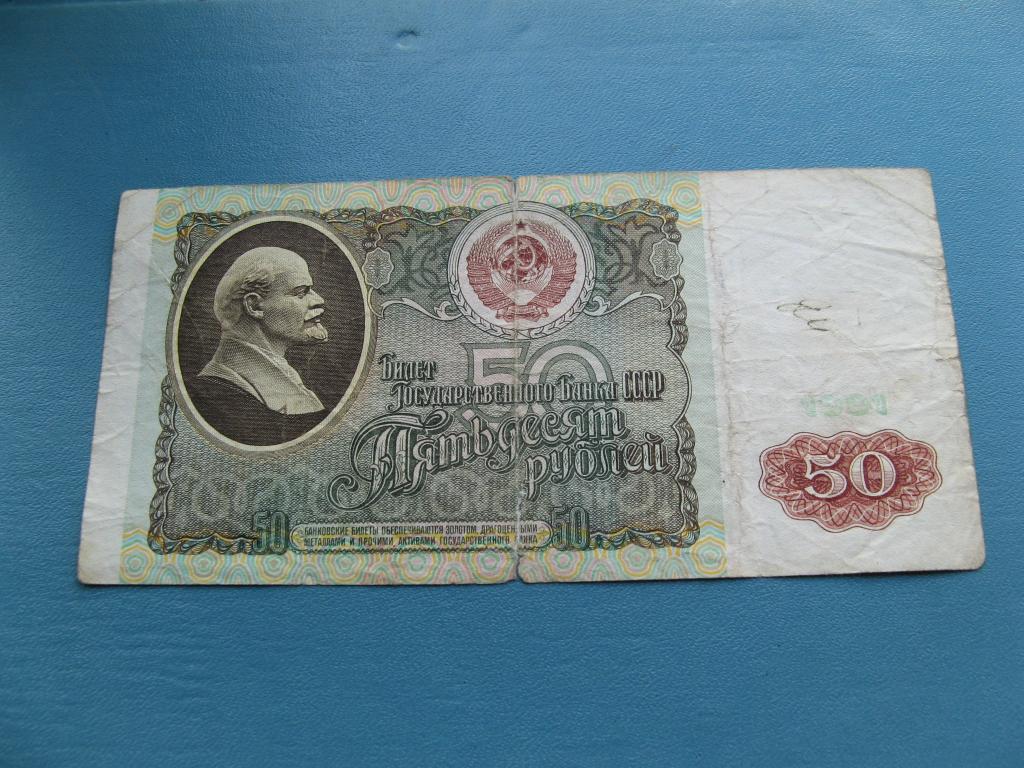 Билет
Государственного Банка СССР
50
Пятьдесят
рублей
50
БАНКОВСКИЕ БИЛЕТЫ ОБЕСПЕЧИВАЮТСЯ ЗОЛОТОМ, ДРАГОЦЕННЫМИ
МЕТАЛЛАМИ И ПРОЧИМИ АКТИВАМИ ГОСУДАРСТВЕННОГО БАНКА
50
1991
50